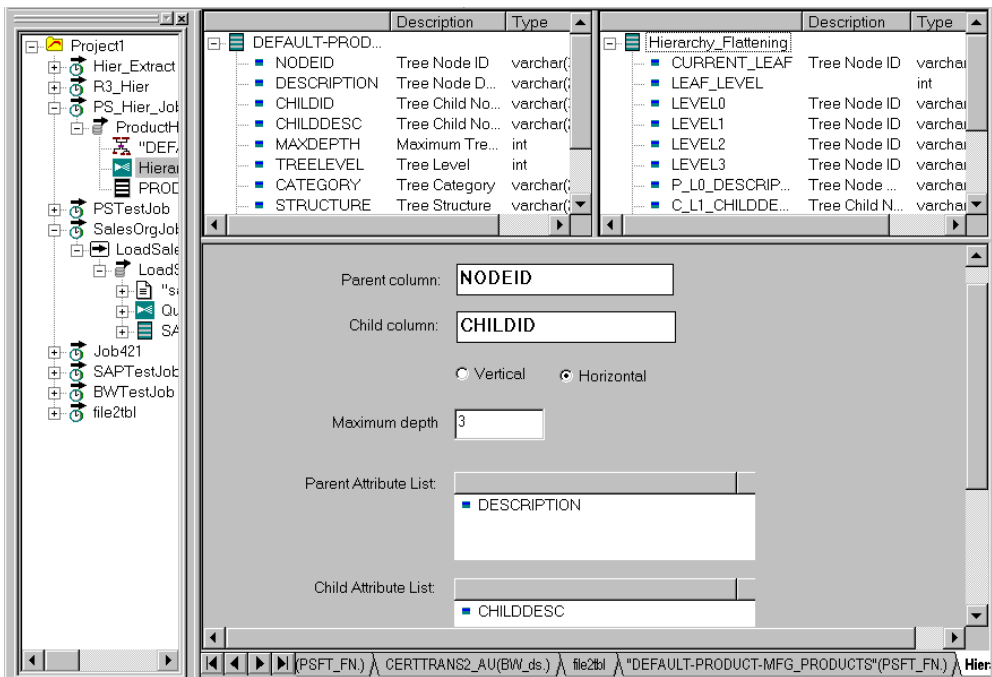 Project1
Hier_Extract
R3_Hier
PS_Hier_Jol
ProductH
"DEF
Hiera
PROD
PSTestJob
SalesOrgJol
LoadSale
LoadS
"s
Qu
SA
Job421
SAPTestJob
BWTestJob
file2tbl
Description Type
DEFAULT-PROD...
NODEID Tree Node ID varchar(
DESCRIPTION Tree Node D... varchar(
CHILDID Tree Child No... varchar(
CHILDDESC Tree Child No... varchar(
MAXDEPTH Maximum Tre... int
TREELEVEL Tree Level int
CATEGORY Tree Category varchar(
STRUCTURE Tree Structure varchar(
Description Type
Hierarchy_Flattening
CURRENT_LEAF Tree Node ID varchar
LEAF_LEVEL int
LEVEL0 Tree Node ID varchar
LEVEL1 Tree Node ID varchar
LEVEL2 Tree Node ID varchar
LEVEL3 Tree Node ID varchar
P_L0_DESCRIP... Tree Node ... varchar
C_L1_CHILDDE... Tree Child N... varchar
Parent column: NODEID
Child column: CHILDID
Vertical Horizontal
Maximum depth 3
Parent Attribute List:
DESCRIPTION
Child Attribute List:
CHILDDESC
(PSFT_FN.) CERTTRANS2_AU(BW_ds.) file2tbl "DEFAULT-PRODUCT-MFG_PRODUCTS"(PSFT_FN.) Hier